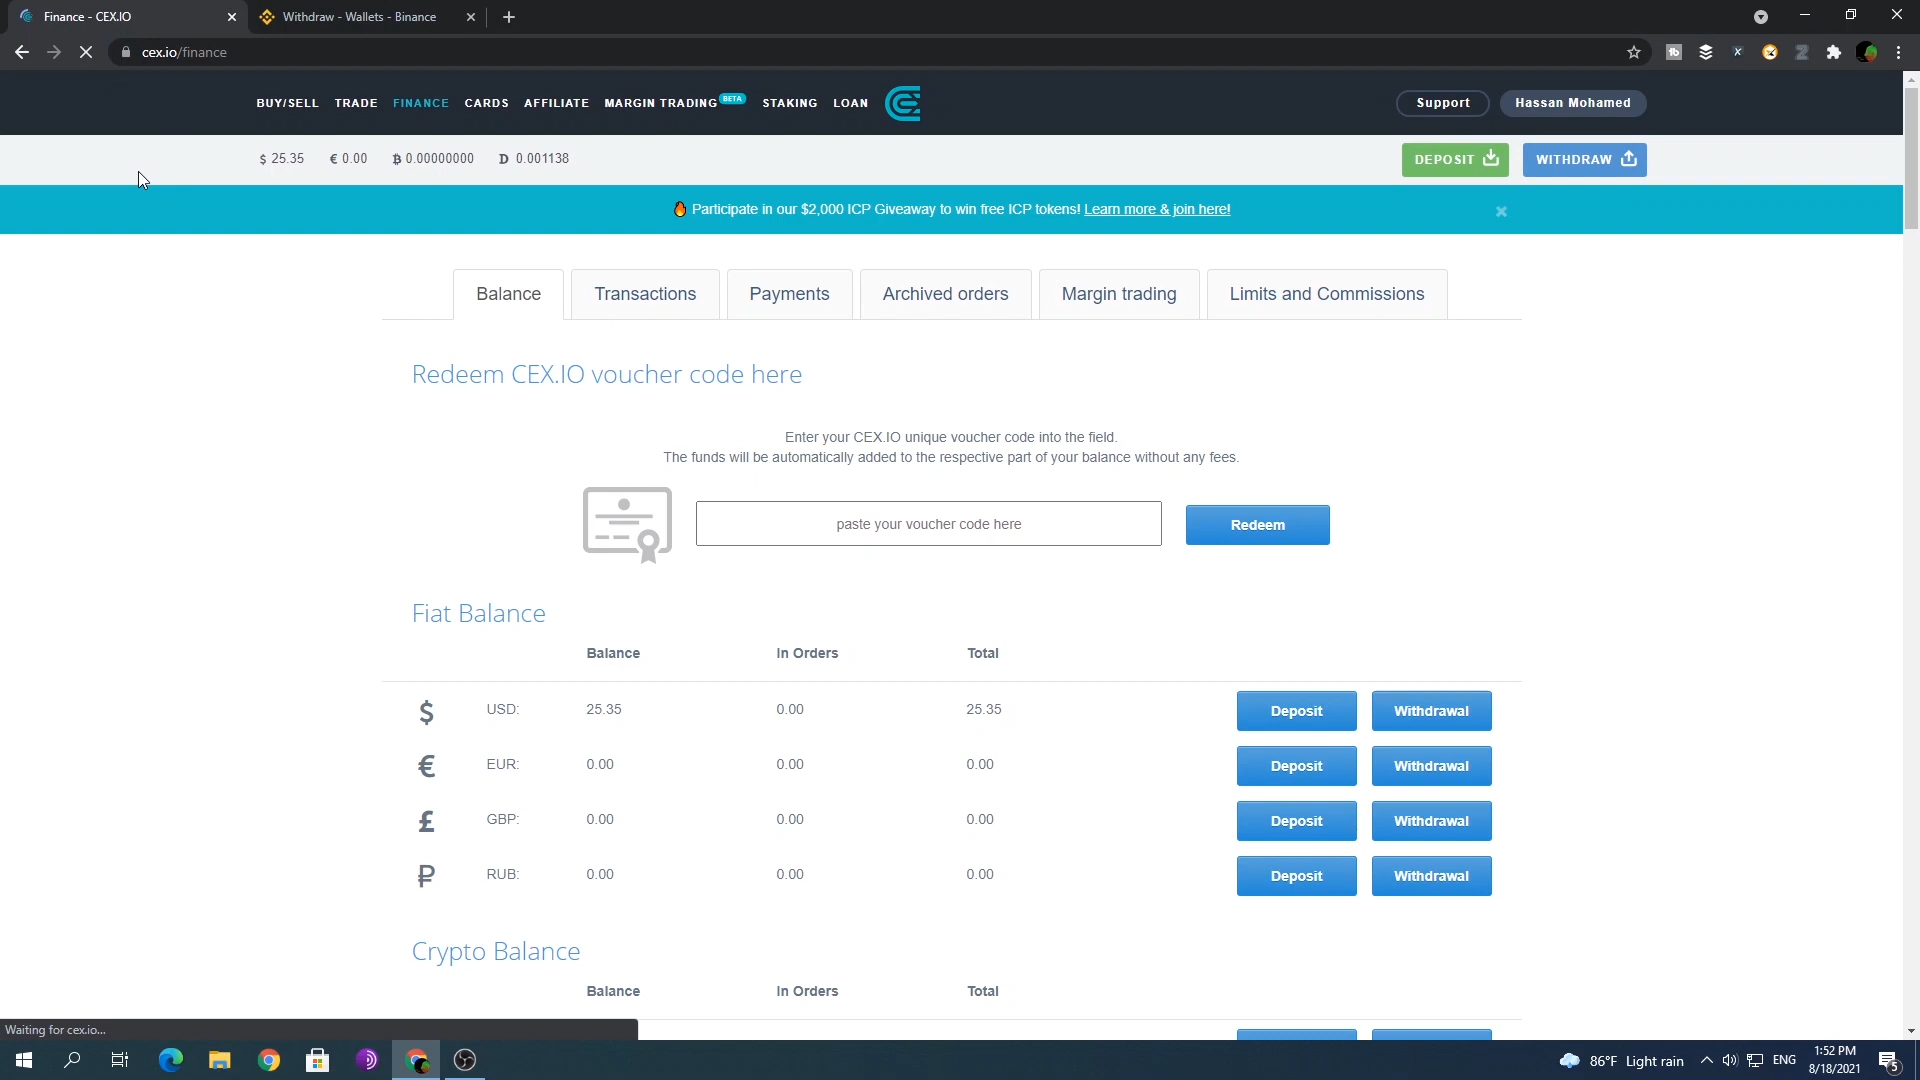 Finance - CEX.IO
Withdraw - Wallets - Binance
cex.io/finance
BUY/SELL TRADE FINANCE CARDS AFFILIATE MARGIN TRADING BETA STAKING LOAN
Support
Hassan Mohamed
$ 25.35 € 0.00 ₿ 0.00000000 D 0.001138
DEPOSIT
WITHDRAW
Participate in our $2,000 ICP Giveaway to win free ICP tokens! Learn more & join here!
Balance
Transactions
Payments
Archived orders
Margin trading
Limits and Commissions
Redeem CEX.IO voucher code here
Enter your CEX.IO unique voucher code into the field.
The funds will be automatically added to the respective part of your balance without any fees.
paste your voucher code here
Redeem
Fiat Balance
Balance In Orders Total
$ USD: 25.35 0.00 25.35 Deposit Withdrawal
€ EUR: 0.00 0.00 0.00 Deposit Withdrawal
£ GBP: 0.00 0.00 0.00 Deposit Withdrawal
₽ RUB: 0.00 0.00 0.00 Deposit Withdrawal
Crypto Balance
Balance In Orders Total
Waiting for cex.io...
86°F Light rain
ENG
1:52 PM
8/18/2021
5